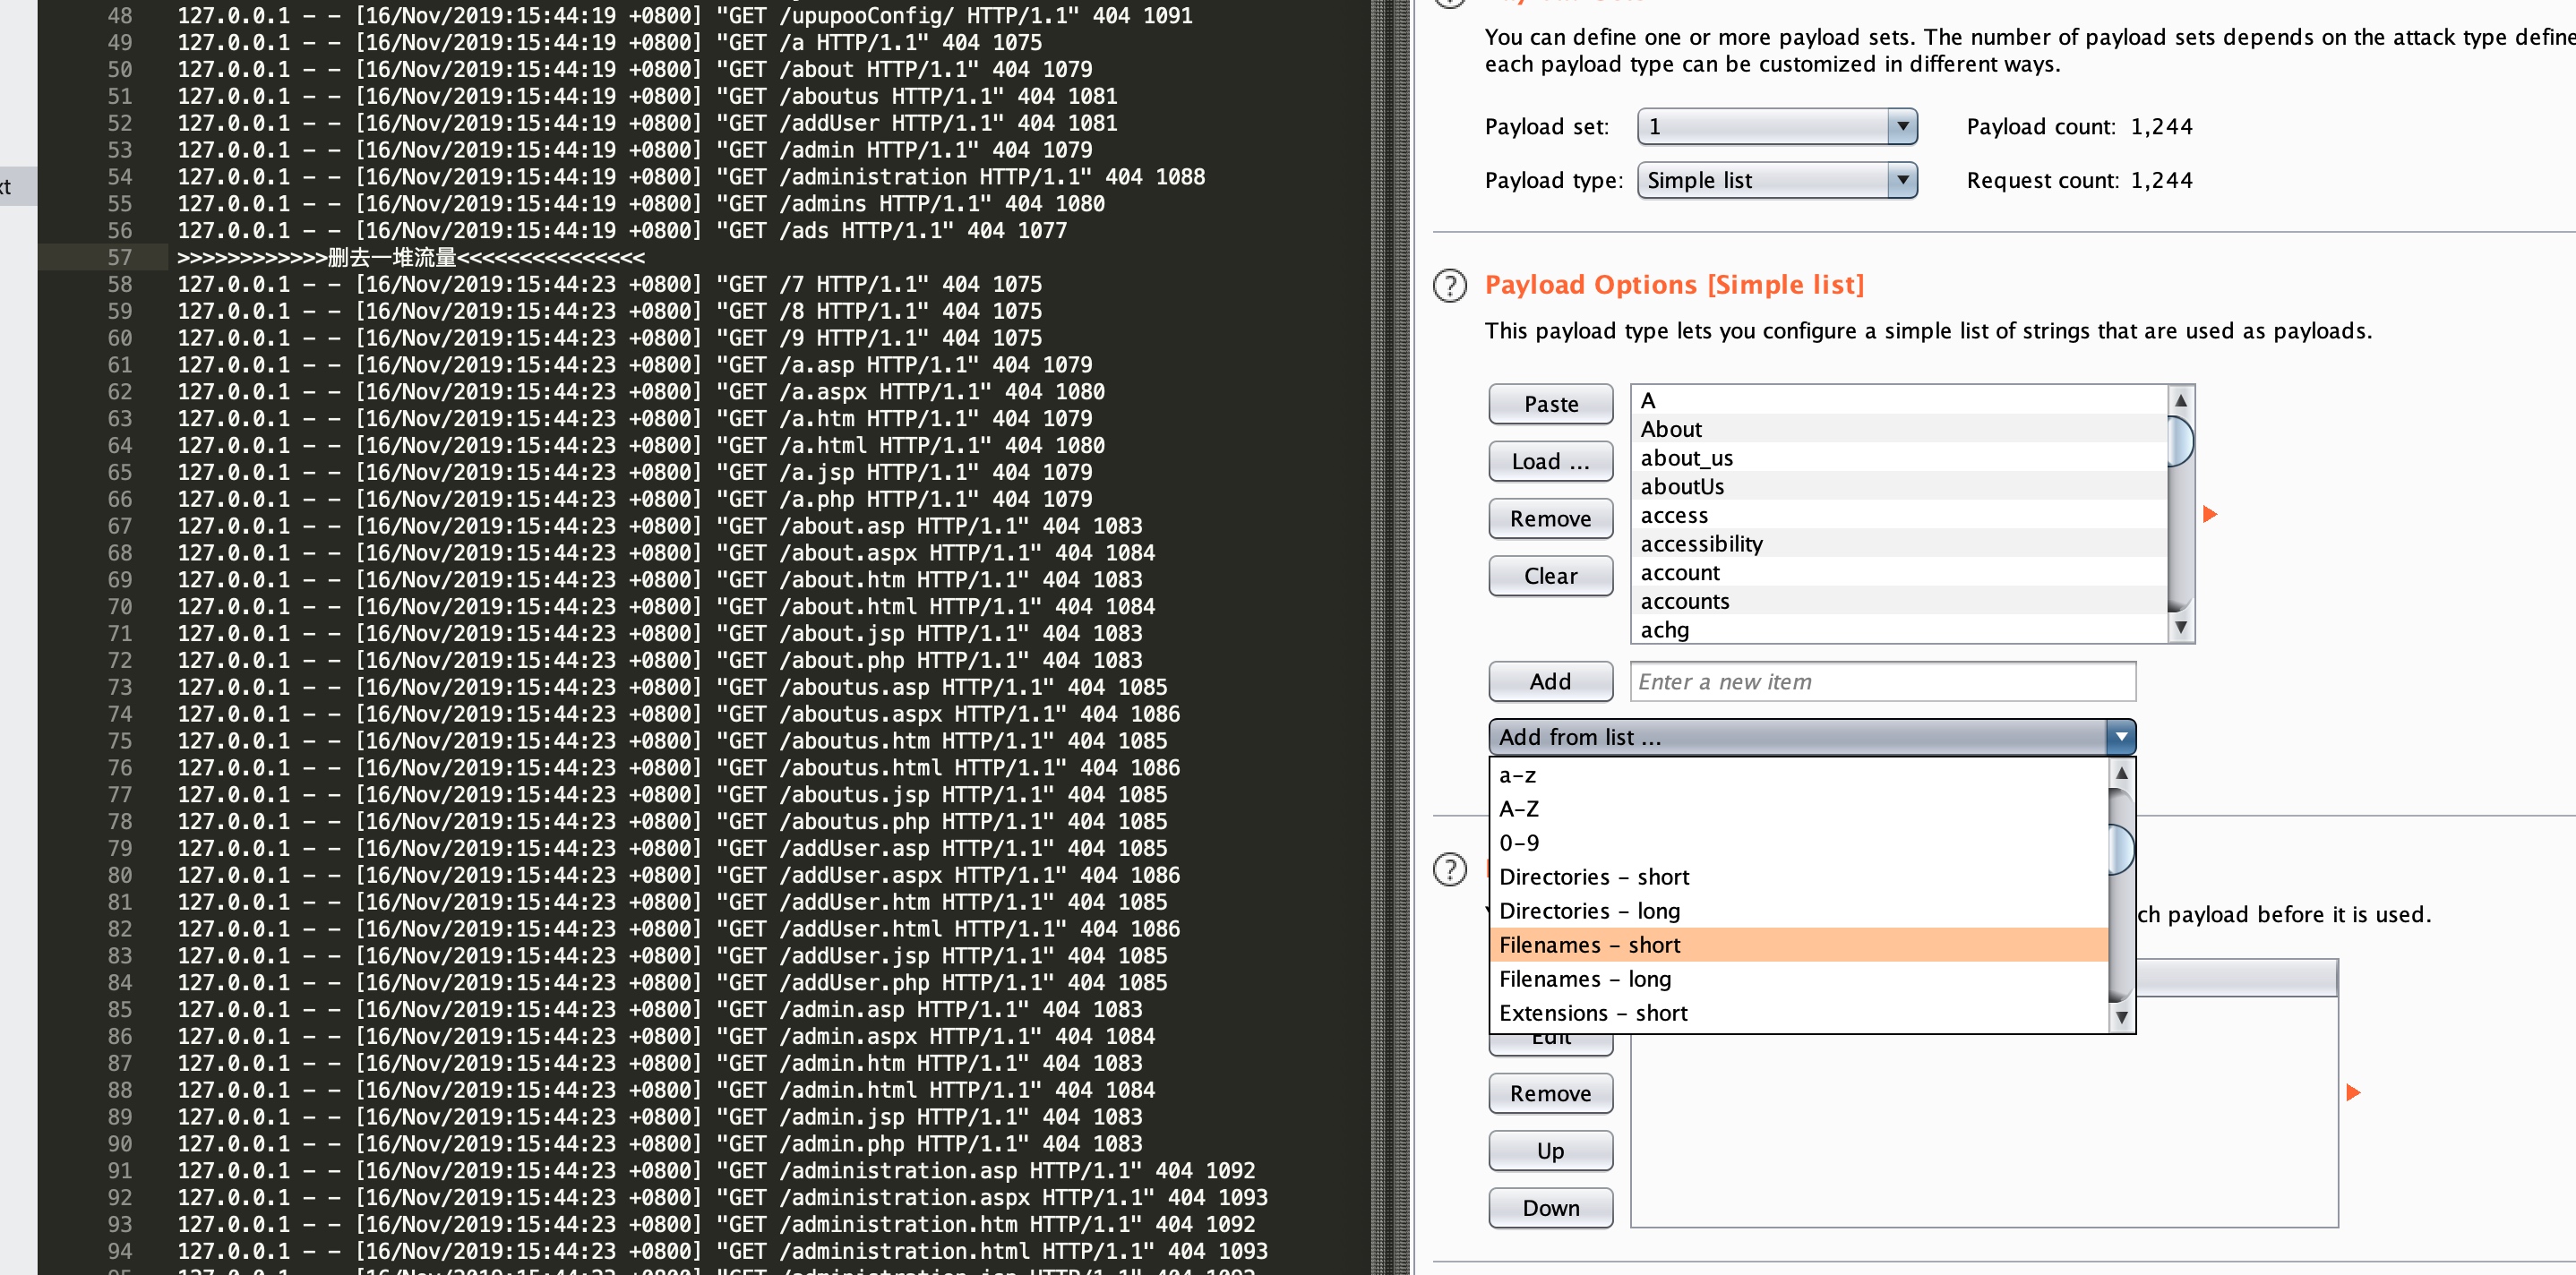 48 127.0.0.1 - - [16/Nov/2019:15:44:19 +0800] "GET /upupooConfig/ HTTP/1.1" 404 1091
49 127.0.0.1 - - [16/Nov/2019:15:44:19 +0800] "GET /a HTTP/1.1" 404 1075
50 127.0.0.1 - - [16/Nov/2019:15:44:19 +0800] "GET /about HTTP/1.1" 404 1079
51 127.0.0.1 - - [16/Nov/2019:15:44:19 +0800] "GET /aboutus HTTP/1.1" 404 1081
52 127.0.0.1 - - [16/Nov/2019:15:44:19 +0800] "GET /addUser HTTP/1.1" 404 1081
53 127.0.0.1 - - [16/Nov/2019:15:44:19 +0800] "GET /admin HTTP/1.1" 404 1079
54 127.0.0.1 - - [16/Nov/2019:15:44:19 +0800] "GET /administration HTTP/1.1" 404 1088
55 127.0.0.1 - - [16/Nov/2019:15:44:19 +0800] "GET /admins HTTP/1.1" 404 1080
56 127.0.0.1 - - [16/Nov/2019:15:44:19 +0800] "GET /ads HTTP/1.1" 404 1077
57 >>>>>>>>>>>>删去一堆流量<<<<<<<<<<<<<<<
58 127.0.0.1 - - [16/Nov/2019:15:44:23 +0800] "GET /7 HTTP/1.1" 404 1075
59 127.0.0.1 - - [16/Nov/2019:15:44:23 +0800] "GET /8 HTTP/1.1" 404 1075
60 127.0.0.1 - - [16/Nov/2019:15:44:23 +0800] "GET /9 HTTP/1.1" 404 1075
61 127.0.0.1 - - [16/Nov/2019:15:44:23 +0800] "GET /a.asp HTTP/1.1" 404 1079
62 127.0.0.1 - - [16/Nov/2019:15:44:23 +0800] "GET /a.aspx HTTP/1.1" 404 1080
63 127.0.0.1 - - [16/Nov/2019:15:44:23 +0800] "GET /a.htm HTTP/1.1" 404 1079
64 127.0.0.1 - - [16/Nov/2019:15:44:23 +0800] "GET /a.html HTTP/1.1" 404 1080
65 127.0.0.1 - - [16/Nov/2019:15:44:23 +0800] "GET /a.jsp HTTP/1.1" 404 1079
66 127.0.0.1 - - [16/Nov/2019:15:44:23 +0800] "GET /a.php HTTP/1.1" 404 1079
67 127.0.0.1 - - [16/Nov/2019:15:44:23 +0800] "GET /about.asp HTTP/1.1" 404 1083
68 127.0.0.1 - - [16/Nov/2019:15:44:23 +0800] "GET /about.aspx HTTP/1.1" 404 1084
69 127.0.0.1 - - [16/Nov/2019:15:44:23 +0800] "GET /about.htm HTTP/1.1" 404 1083
70 127.0.0.1 - - [16/Nov/2019:15:44:23 +0800] "GET /about.html HTTP/1.1" 404 1084
71 127.0.0.1 - - [16/Nov/2019:15:44:23 +0800] "GET /about.jsp HTTP/1.1" 404 1083
72 127.0.0.1 - - [16/Nov/2019:15:44:23 +0800] "GET /about.php HTTP/1.1" 404 1083
73 127.0.0.1 - - [16/Nov/2019:15:44:23 +0800] "GET /aboutus.asp HTTP/1.1" 404 1085
74 127.0.0.1 - - [16/Nov/2019:15:44:23 +0800] "GET /aboutus.aspx HTTP/1.1" 404 1086
75 127.0.0.1 - - [16/Nov/2019:15:44:23 +0800] "GET /aboutus.htm HTTP/1.1" 404 1085
76 127.0.0.1 - - [16/Nov/2019:15:44:23 +0800] "GET /aboutus.html HTTP/1.1" 404 1086
77 127.0.0.1 - - [16/Nov/2019:15:44:23 +0800] "GET /aboutus.jsp HTTP/1.1" 404 1085
78 127.0.0.1 - - [16/Nov/2019:15:44:23 +0800] "GET /aboutus.php HTTP/1.1" 404 1085
79 127.0.0.1 - - [16/Nov/2019:15:44:23 +0800] "GET /addUser.asp HTTP/1.1" 404 1085
80 127.0.0.1 - - [16/Nov/2019:15:44:23 +0800] "GET /addUser.aspx HTTP/1.1" 404 1086
81 127.0.0.1 - - [16/Nov/2019:15:44:23 +0800] "GET /addUser.htm HTTP/1.1" 404 1085
82 127.0.0.1 - - [16/Nov/2019:15:44:23 +0800] "GET /addUser.html HTTP/1.1" 404 1086
83 127.0.0.1 - - [16/Nov/2019:15:44:23 +0800] "GET /addUser.jsp HTTP/1.1" 404 1085
84 127.0.0.1 - - [16/Nov/2019:15:44:23 +0800] "GET /addUser.php HTTP/1.1" 404 1085
85 127.0.0.1 - - [16/Nov/2019:15:44:23 +0800] "GET /admin.asp HTTP/1.1" 404 1083
86 127.0.0.1 - - [16/Nov/2019:15:44:23 +0800] "GET /admin.aspx HTTP/1.1" 404 1084
87 127.0.0.1 - - [16/Nov/2019:15:44:23 +0800] "GET /admin.htm HTTP/1.1" 404 1083
88 127.0.0.1 - - [16/Nov/2019:15:44:23 +0800] "GET /admin.html HTTP/1.1" 404 1084
89 127.0.0.1 - - [16/Nov/2019:15:44:23 +0800] "GET /admin.jsp HTTP/1.1" 404 1083
90 127.0.0.1 - - [16/Nov/2019:15:44:23 +0800] "GET /admin.php HTTP/1.1" 404 1083
91 127.0.0.1 - - [16/Nov/2019:15:44:23 +0800] "GET /administration.asp HTTP/1.1" 404 1092
92 127.0.0.1 - - [16/Nov/2019:15:44:23 +0800] "GET /administration.aspx HTTP/1.1" 404 1093
93 127.0.0.1 - - [16/Nov/2019:15:44:23 +0800] "GET /administration.htm HTTP/1.1" 404 1092
94 127.0.0.1 - - [16/Nov/2019:15:44:23 +0800] "GET /administration.html HTTP/1.1" 404 1093
xt
You can define one or more payload sets. The number of payload sets depends on the attack type define
each payload type can be customized in different ways.
Payload set: 1 Payload count: 1,244
Payload type: Simple list Request count: 1,244
? Payload Options [Simple list]
This payload type lets you configure a simple list of strings that are used as payloads.
Paste
Load ...
Remove
Clear
A
About
about_us
aboutUs
access
accessibility
account
accounts
achg
Add Enter a new item
Add from list ...
a-z
A-Z
0-9
Directories - short
Directories - long
Filenames - short
Filenames - long
Extensions - short
?
ch payload before it is used.
Edit
Remove
Up
Down